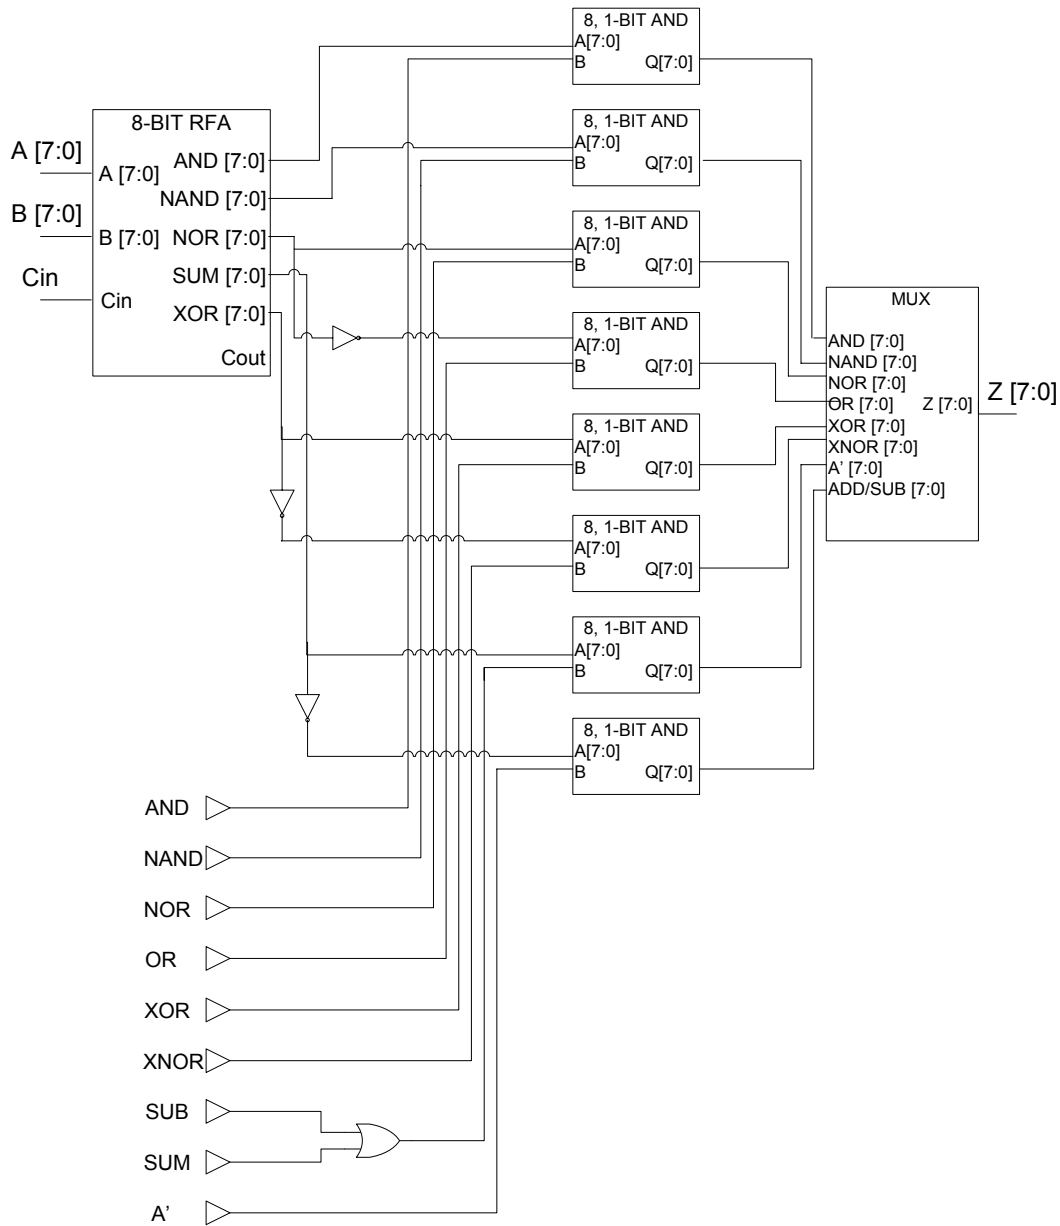 8, 1-BIT AND
A[7:0]
B
Q[7:0]
8-BIT RFA
A [7:0]
B [7:0]
Cin
A [7:0]
B [7:0]
Cin
AND [7:0]
NAND [7:0]
NOR [7:0]
SUM [7:0]
XOR [7:0]
Cout
8, 1-BIT AND
A[7:0]
B
Q[7:0]
8, 1-BIT AND
A[7:0]
B
Q[7:0]
8, 1-BIT AND
A[7:0]
B
Q[7:0]
8, 1-BIT AND
A[7:0]
B
Q[7:0]
8, 1-BIT AND
A[7:0]
B
Q[7:0]
8, 1-BIT AND
A[7:0]
B
Q[7:0]
8, 1-BIT AND
A[7:0]
B
Q[7:0]
MUX
AND [7:0]
NAND [7:0]
NOR [7:0]
OR [7:0]
XOR [7:0]
XNOR [7:0]
A' [7:0]
ADD/SUB [7:0]
Z [7:0]
Z [7:0]
AND
NAND
NOR
OR
XOR
XNOR
SUB
SUM
A'